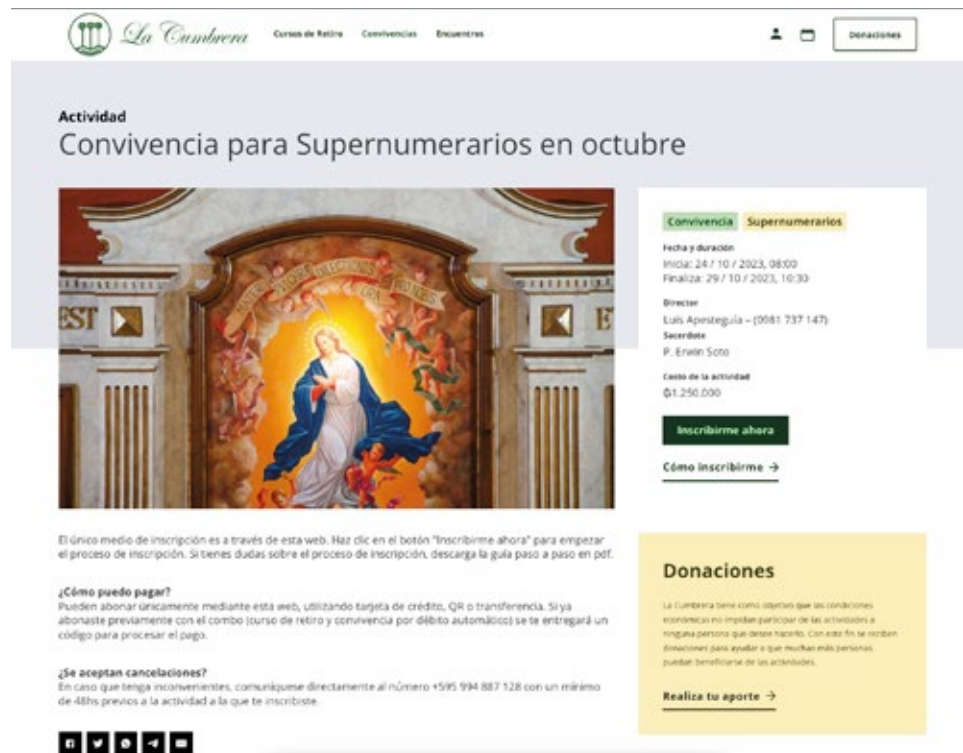 La Cumbrera
Cursos de Retiro Convivencias Encuentros
Donaciones
Actividad
Convivencia para Supernumerarios en octubre
Convivencia Supernumerarios
Fecha y duración
Inicia: 24 / 10 / 2023, 08:00
Finaliza: 29 / 10 / 2023, 10:30
Director
Luis Apesteguía – (0981 737 147)
Sacerdote
P. Erwin Soto
Costo de la actividad
₲1.250.000
Inscribirme ahora
Cómo inscribirme →
El único medio de inscripción es a través de esta web. Haz clic en el botón "Inscribirme ahora" para empezar
el proceso de inscripción. Si tienes dudas sobre el proceso de inscripción, descarga la guía paso a paso en pdf.
¿Cómo puedo pagar?
Pueden abonar únicamente mediante esta web, utilizando tarjeta de crédito, QR o transferencia. Si ya
abonaste previamente con el combo (curso de retiro y convivencia por débito automático) se te entregará un
código para procesar el pago.
¿Se aceptan cancelaciones?
En caso que tenga inconvenientes, comuníquese directamente al número +595 994 887 128 con un mínimo
de 48hs previos a la actividad a la que te inscribiste.
Donaciones
La Cumbrera tiene como objetivo que las condiciones
económicas no impidan participar de las actividades a
ninguna persona que desee hacerlo. Con este fin se reciben
donaciones para ayudar a que muchas más personas
puedan beneficiarse de las actividades.
Realiza tu aporte →